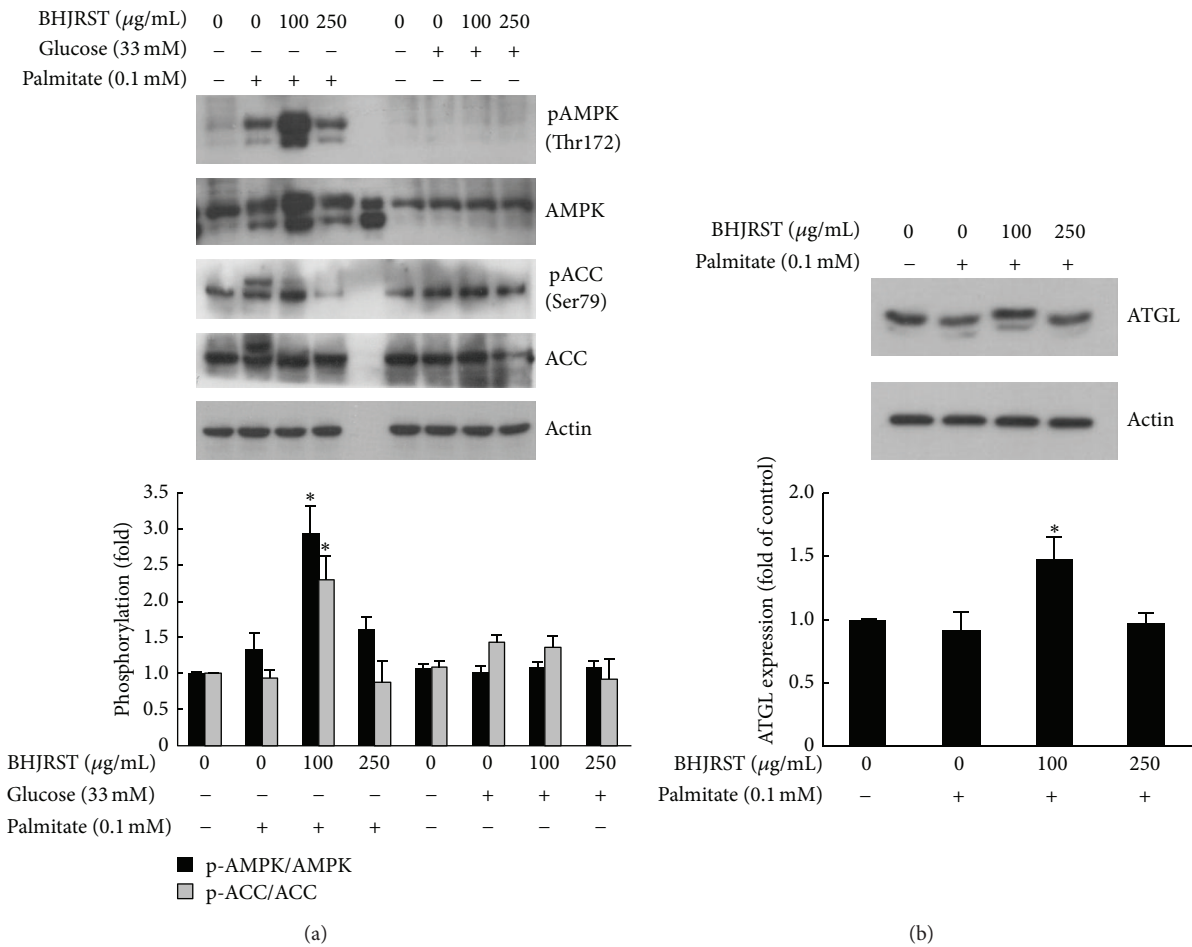 BHJRST (μg/mL) 0 0 100 250 0 0 100 250
Glucose (33 mM) − − − − − + + +
Palmitate (0.1 mM) − + + + − − − −
pAMPK
(Thr172)
AMPK
pACC
(Ser79)
ACC
Actin
Phosphorylation (fold)
3.5
3.0
2.5
2.0
1.5
1.0
0.5
0
* *
BHJRST (μg/mL) 0 0 100 250 0 0 100 250
Glucose (33 mM) − − − − − + + +
Palmitate (0.1 mM) − + + + − − − −
p-AMPK/AMPK
p-ACC/ACC
(a)
BHJRST (μg/mL) 0 0 100 250
Palmitate (0.1 mM) − + + +
ATGL
Actin
ATGL expression (fold of control)
2.0
1.5
1.0
0.5
0
*
BHJRST (μg/mL) 0 0 100 250
Palmitate (0.1 mM) − + + +
(b)